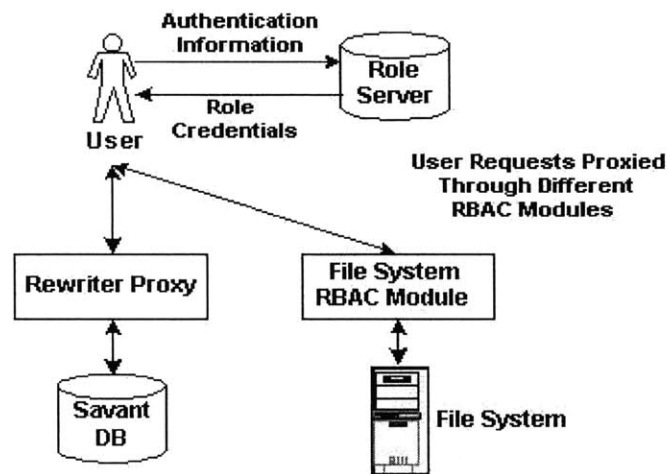 Authentication
Information
Role
Server
Role
Credentials
User
User Requests Proxied
Through Different
RBAC Modules
Rewriter Proxy
File System
RBAC Module
Savant
DB
File System